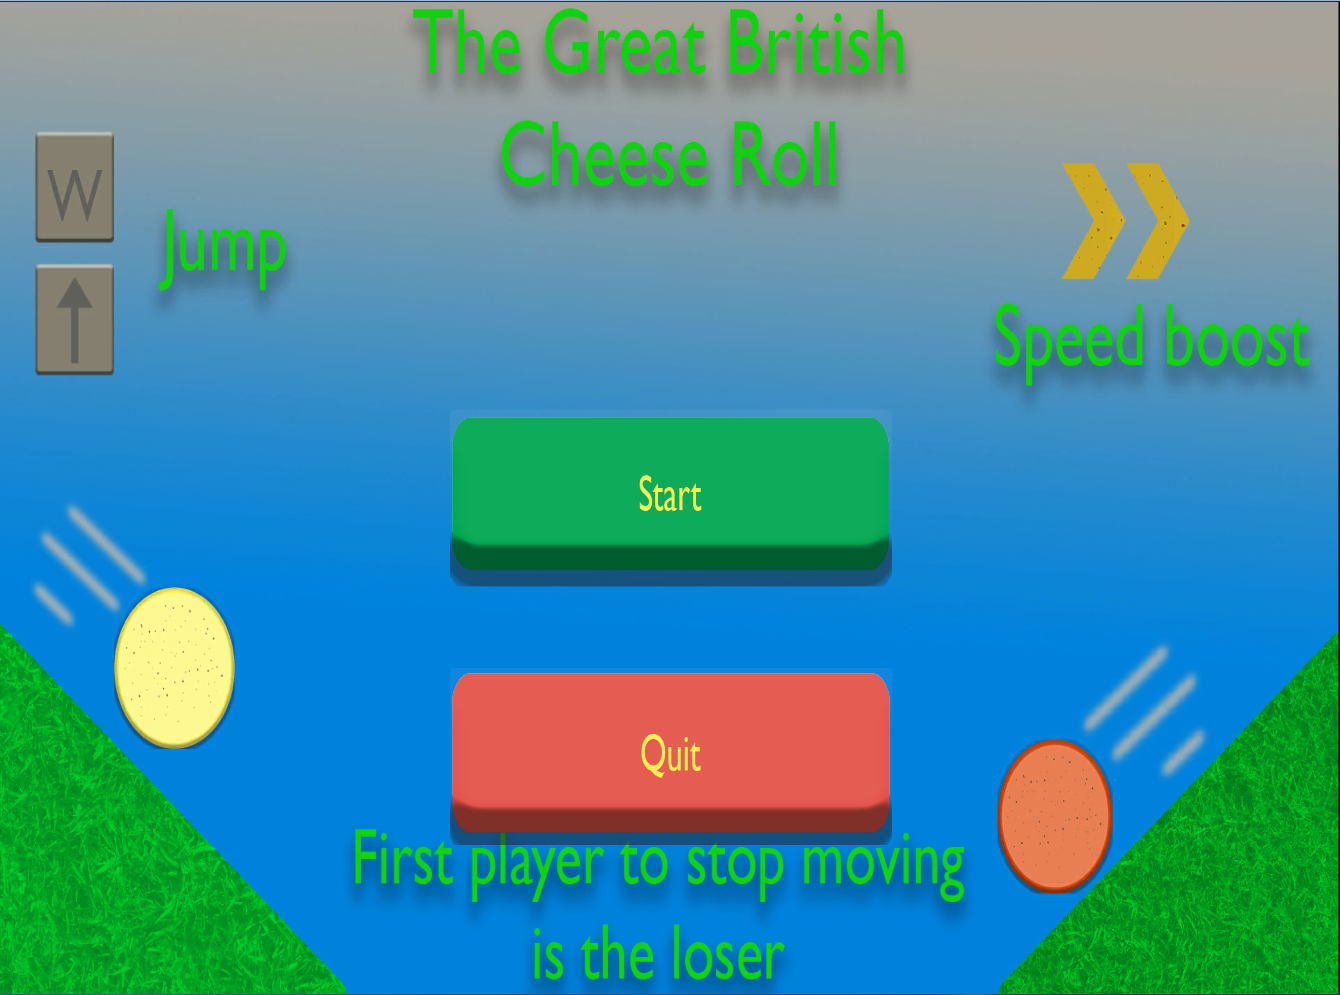 The Great British
Cheese Roll
W
Jump
Speed boost
Start
Quit
First player to stop moving
is the loser